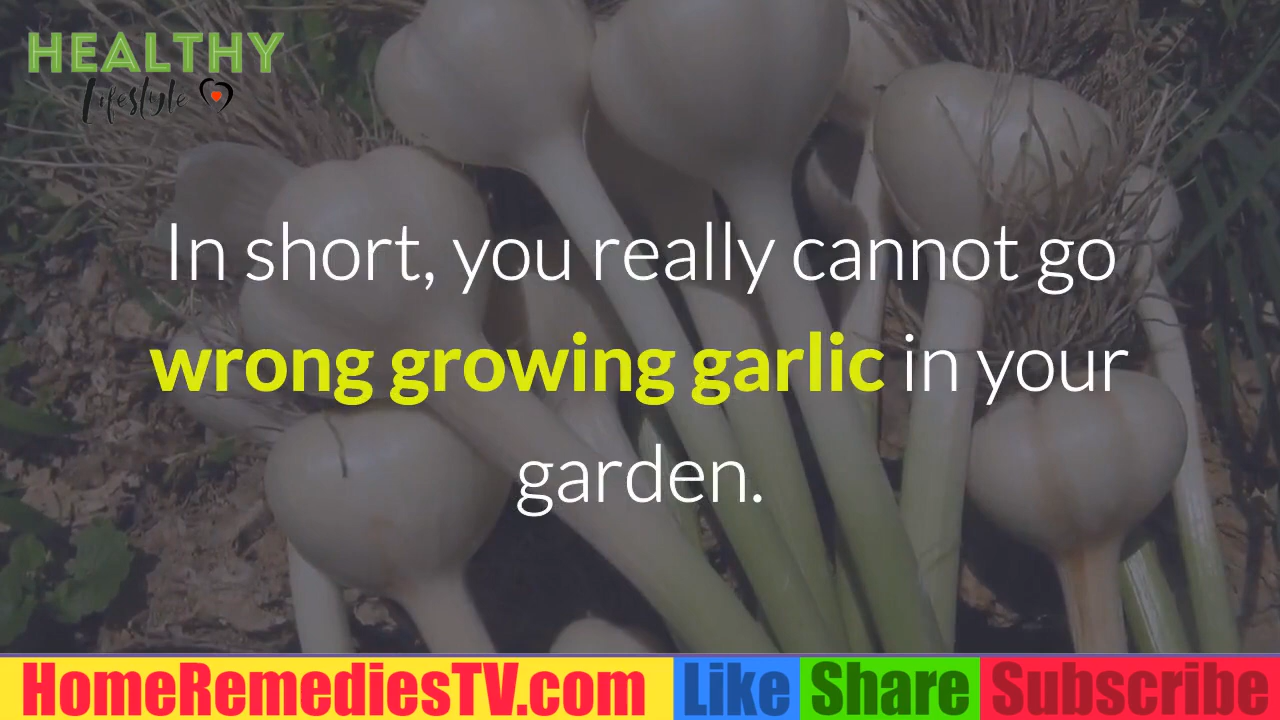 HEALTHY
Lifestyle
In short, you really cannot go
wrong growing garlic in your
garden.
HomeRemediesTV.com Like Share Subscribe